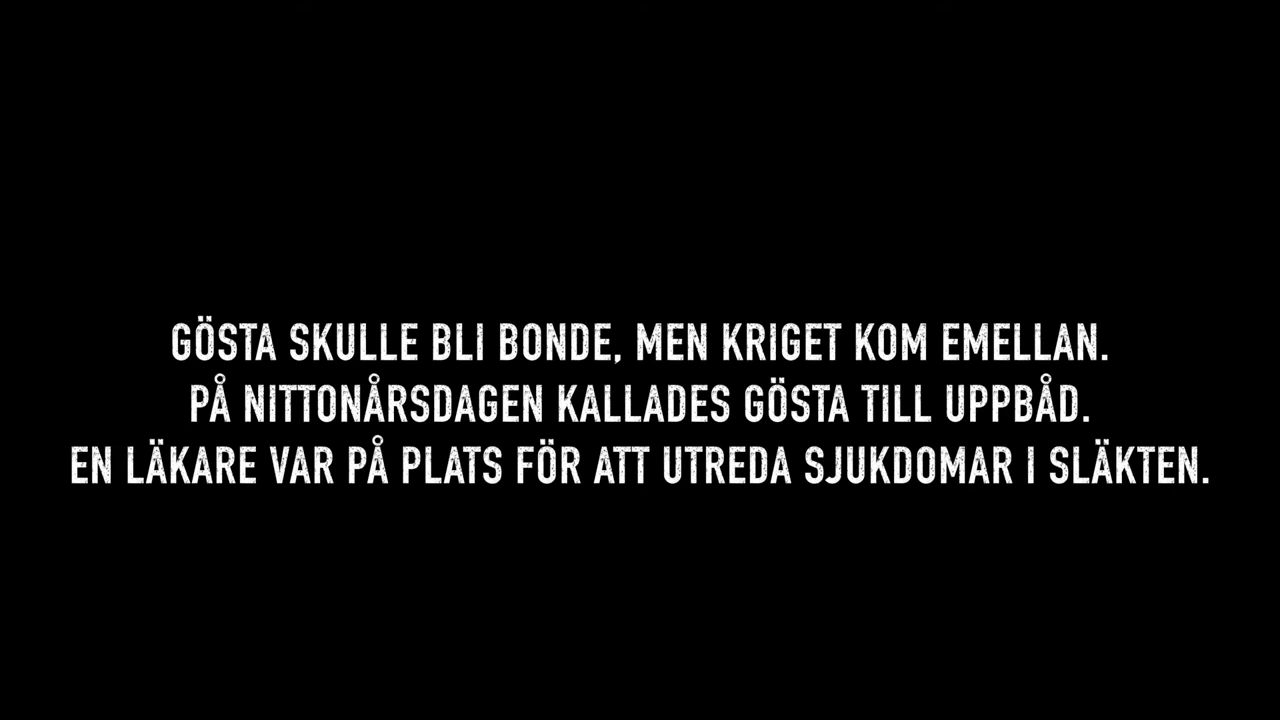 GÖSTA SKULLE BLI BONDE, MEN KRIGET KOM EMELLAN.
PÅ NITTONÅRSDAGEN KALLADES GÖSTA TILL UPPBÅD.
EN LÄKARE VAR PÅ PLATS FÖR ATT UTREDA SJUKDOMAR I SLÄKTEN.